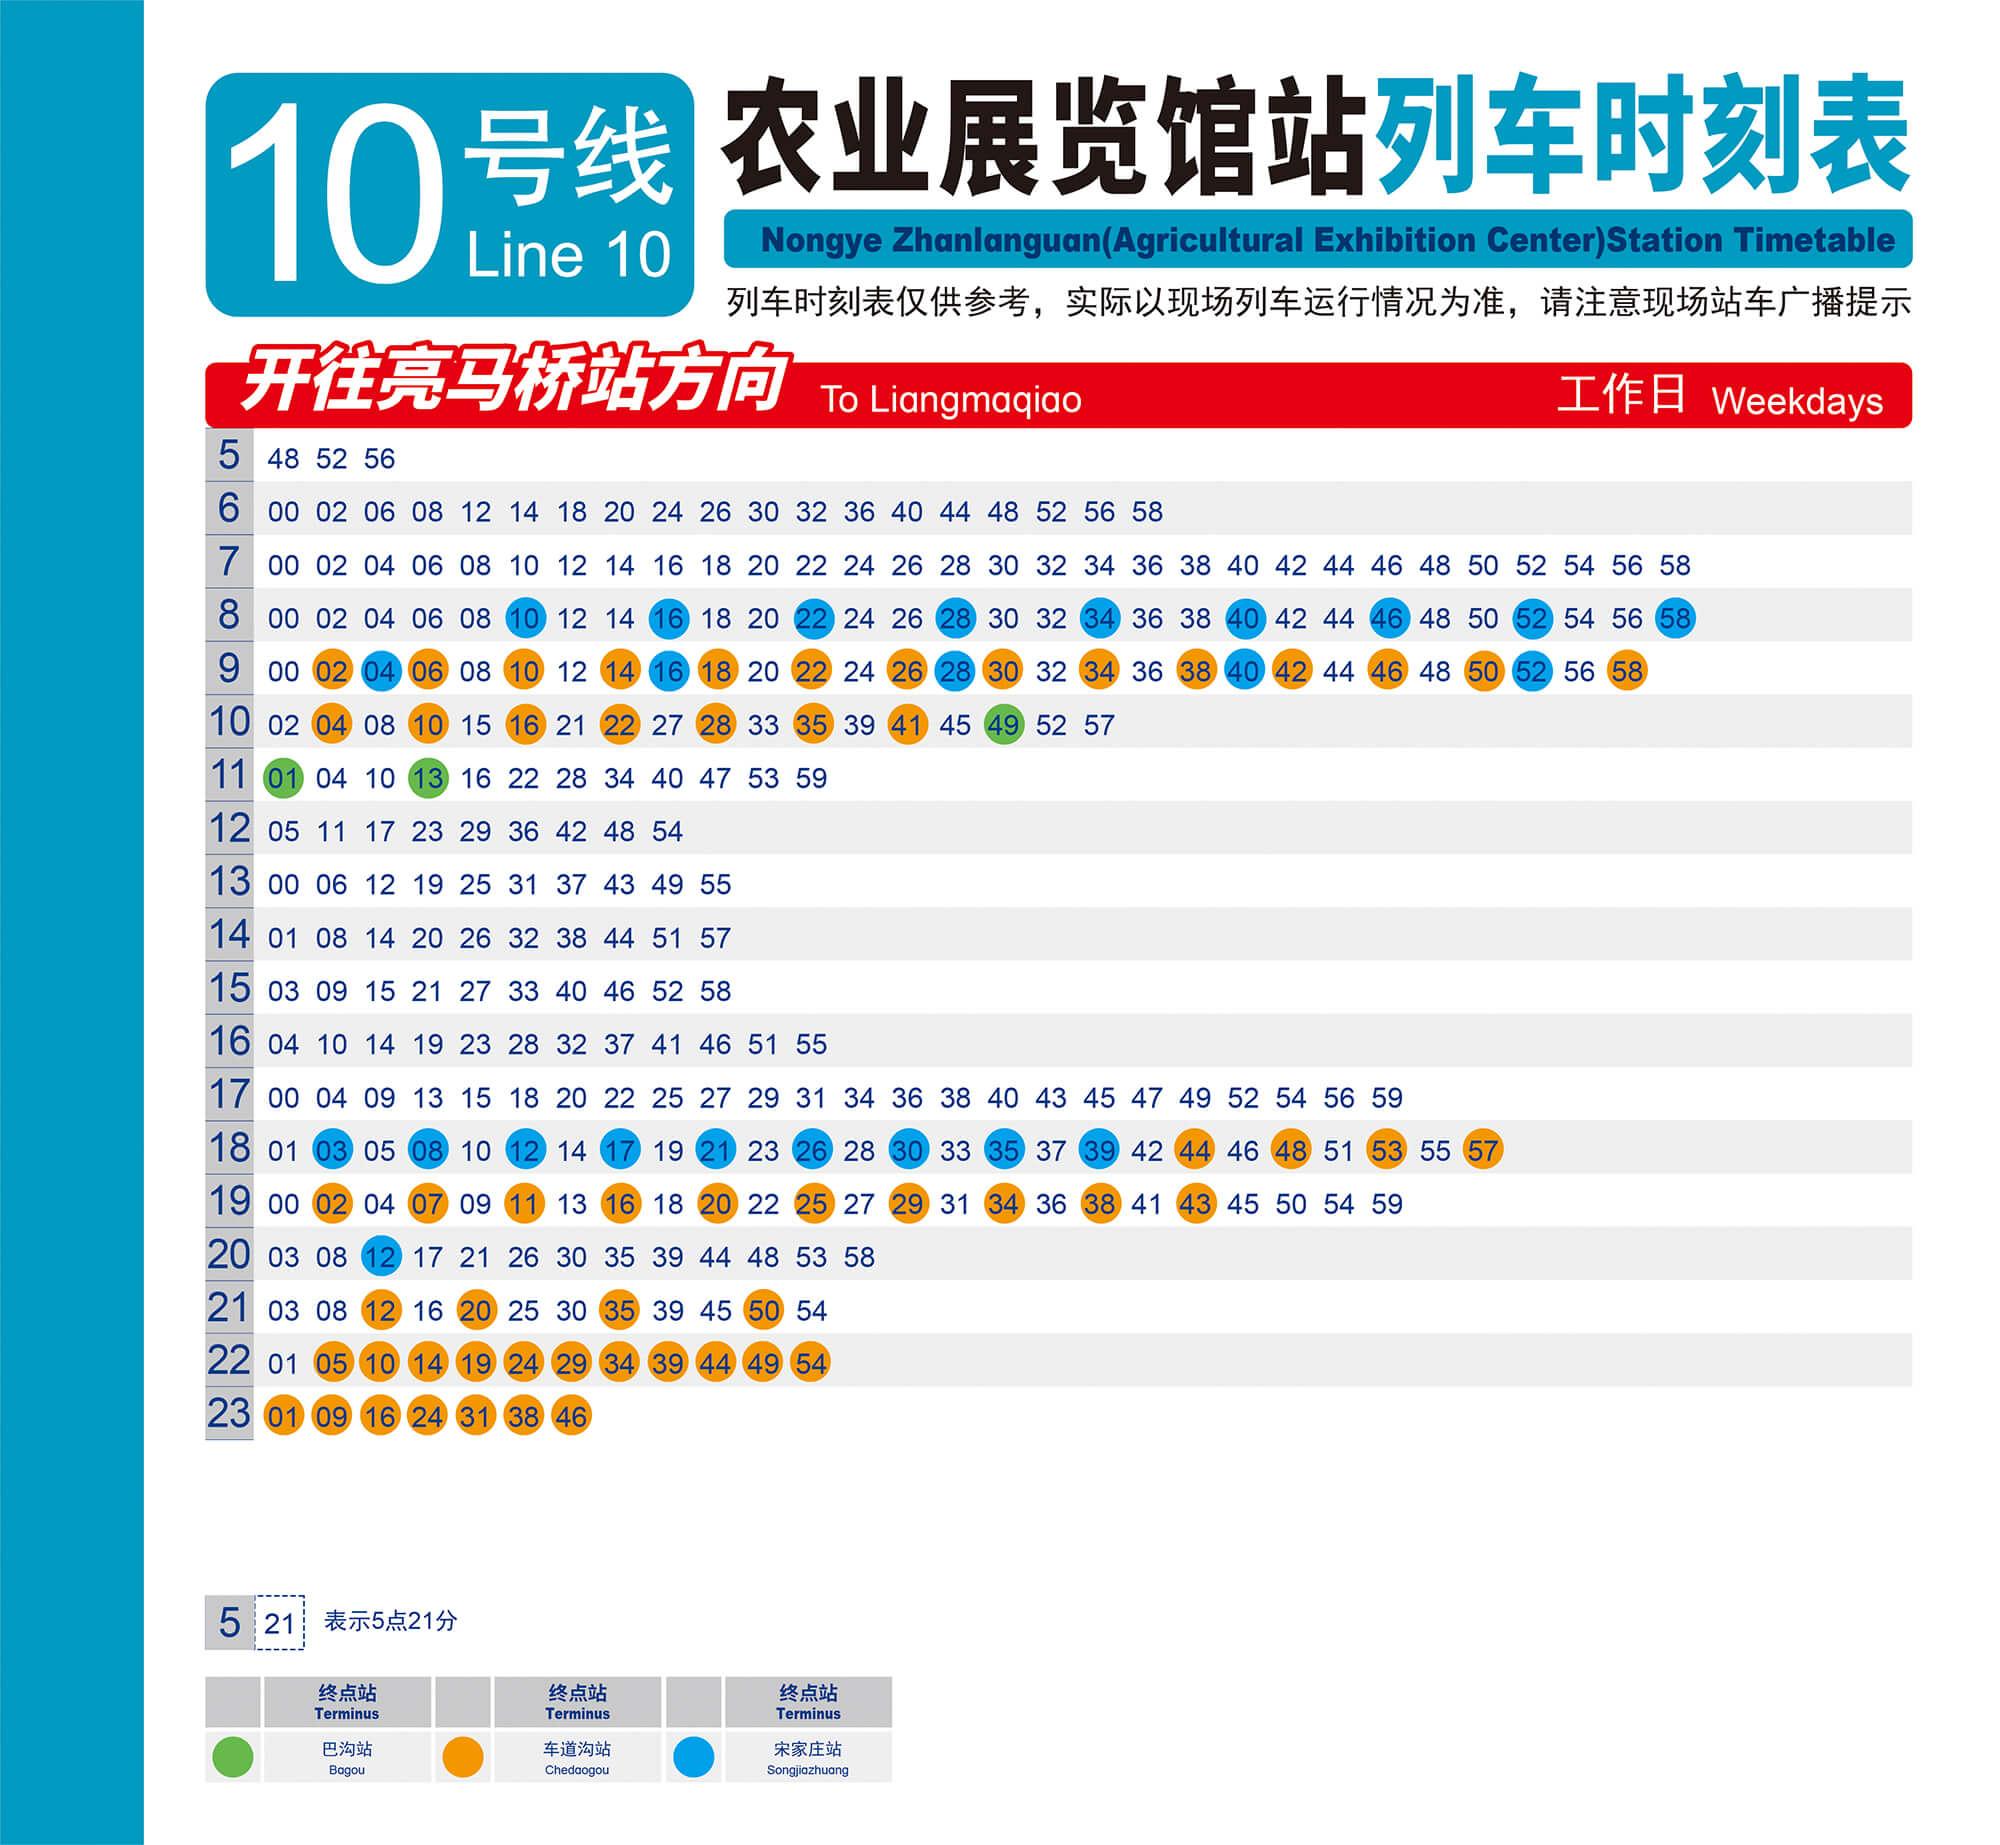 10号线
Line 10
农业展览馆站列车时刻表
Nongye Zhanlanguan(Agricultural Exhibition Center)Station Timetable
列车时刻表仅供参考，实际以现场列车运行情况为准，请注意现场站车广播提示
开往亮马桥站方向 To Liangmaqiao 工作日 Weekdays
5 48 52 56
6 00 02 06 08 12 14 18 20 24 26 30 32 36 40 44 48 52 56 58
7 00 02 04 06 08 10 12 14 16 18 20 22 24 26 28 30 32 34 36 38 40 42 44 46 48 50 52 54 56 58
8 00 02 04 06 08 10 12 14 16 18 20 22 24 26 28 30 32 34 36 38 40 42 44 46 48 50 52 54 56 58
9 00 02 04 06 08 10 12 14 16 18 20 22 24 26 28 30 32 34 36 38 40 42 44 46 48 50 52 56 58
10 02 04 08 10 15 16 21 22 27 28 33 35 39 41 45 49 52 57
11 01 04 10 13 16 22 28 34 40 47 53 59
12 05 11 17 23 29 36 42 48 54
13 00 06 12 19 25 31 37 43 49 55
14 01 08 14 20 26 32 38 44 51 57
15 03 09 15 21 27 33 40 46 52 58
16 04 10 14 19 23 28 32 37 41 46 51 55
17 00 04 09 13 15 18 20 22 25 27 29 31 34 36 38 40 43 45 47 49 52 54 56 59
18 01 03 05 08 10 12 14 17 19 21 23 26 28 30 33 35 37 39 42 44 46 48 51 53 55 57
19 00 02 04 07 09 11 13 16 18 20 22 25 27 29 31 34 36 38 41 43 45 50 54 59
20 03 08 12 17 21 26 30 35 39 44 48 53 58
21 03 08 12 16 20 25 30 35 39 45 50 54
22 01 05 10 14 19 24 29 34 39 44 49 54
23 01 09 16 24 31 38 46
5 21 表示5点21分
终点站 终点站 终点站
Terminus Terminus Terminus
巴沟站 车道沟站 宋家庄站
Bagou Chedaogou Songjiazhuang